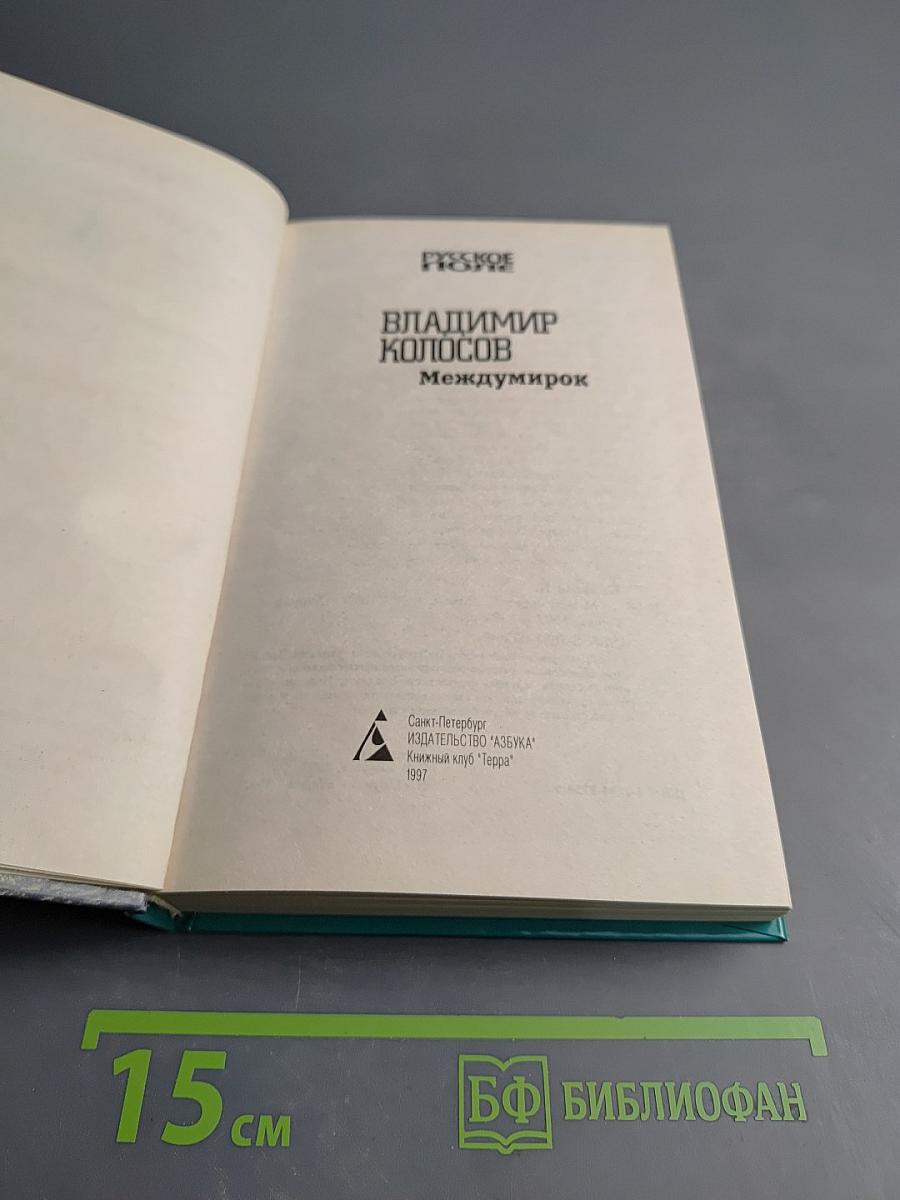 РУССКОЕ
ПОЛЕ
ВЛАДИМИР
КОЛОСОВ
Междумирок
Санкт-Петербург
ИЗДАТЕЛЬСТВО "АЗБУКА"
Книжный клуб "Терра"
1997
15 см
БФ БИБЛИОФАН